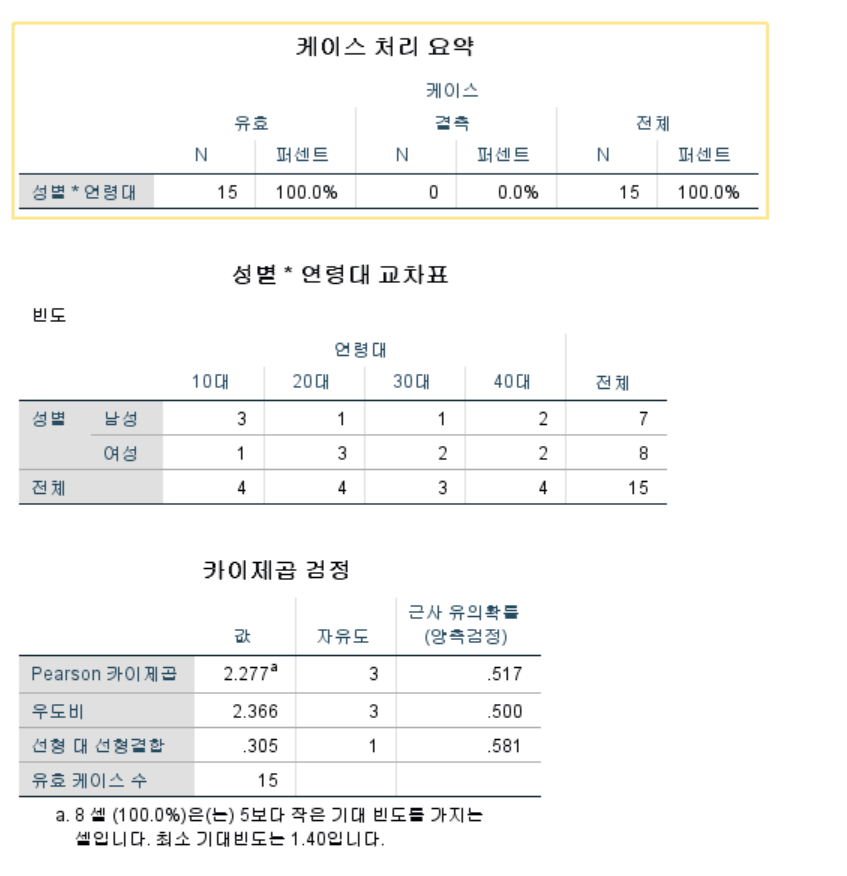 케이스 처리 요약
케이스
유효 결측 전체
N 퍼센트 N 퍼센트 N 퍼센트
성별 * 연령대 15 100.0% 0 0.0% 15 100.0%
성별 * 연령대 교차표
빈도
연령대
10대 20대 30대 40대 전체
성별 남성 3 1 1 2 7
여성 1 3 2 2 8
전체 4 4 3 4 15
카이제곱 검정
값 자유도 근사 유의확률
(양측검정)
Pearson 카이제곱 2.277a 3 .517
우도비 2.366 3 .500
선형 대 선형결합 .305 1 .581
유효 케이스 수 15
a. 8 셀 (100.0%)은(는) 5보다 작은 기대 빈도를 가지는
셀입니다. 최소 기대빈도는 1.40입니다.